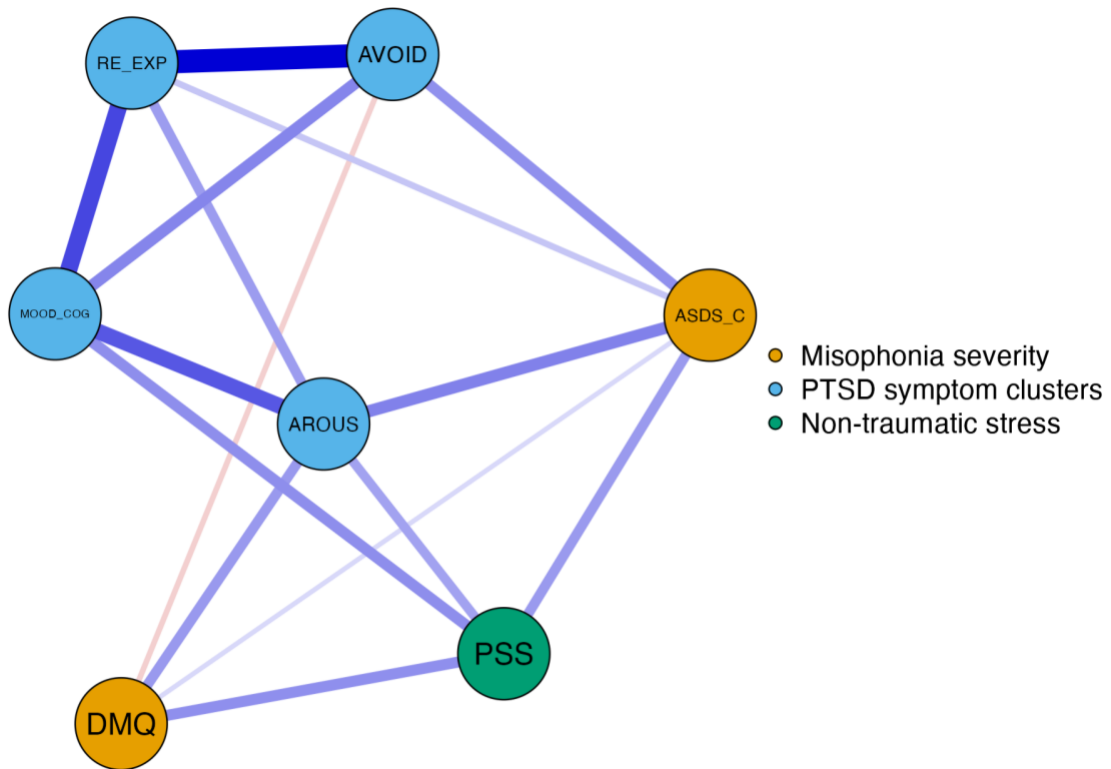 AVOID
RE_EXP
MOOD_COG
ASDS_C
AROUS
PSS
DMQ
Misophonia severity
PTSD symptom clusters
Non-traumatic stress